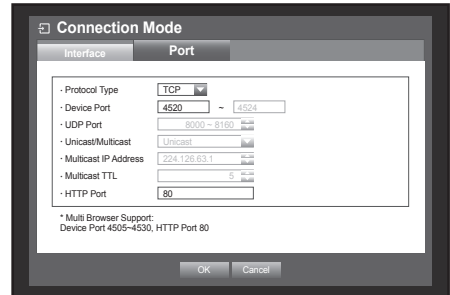 Connection Mode
Interface Port
· Protocol Type TCP
· Device Port 4520 ~ 4524
· UDP Port 8000 ~ 8160
· Unicast/Multicast Unicast
· Multicast IP Address 224.126.63.1
· Multicast TTL 5
· HTTP Port 80
* Multi Browser Support:
Device Port 4505~4530, HTTP Port 80
OK Cancel